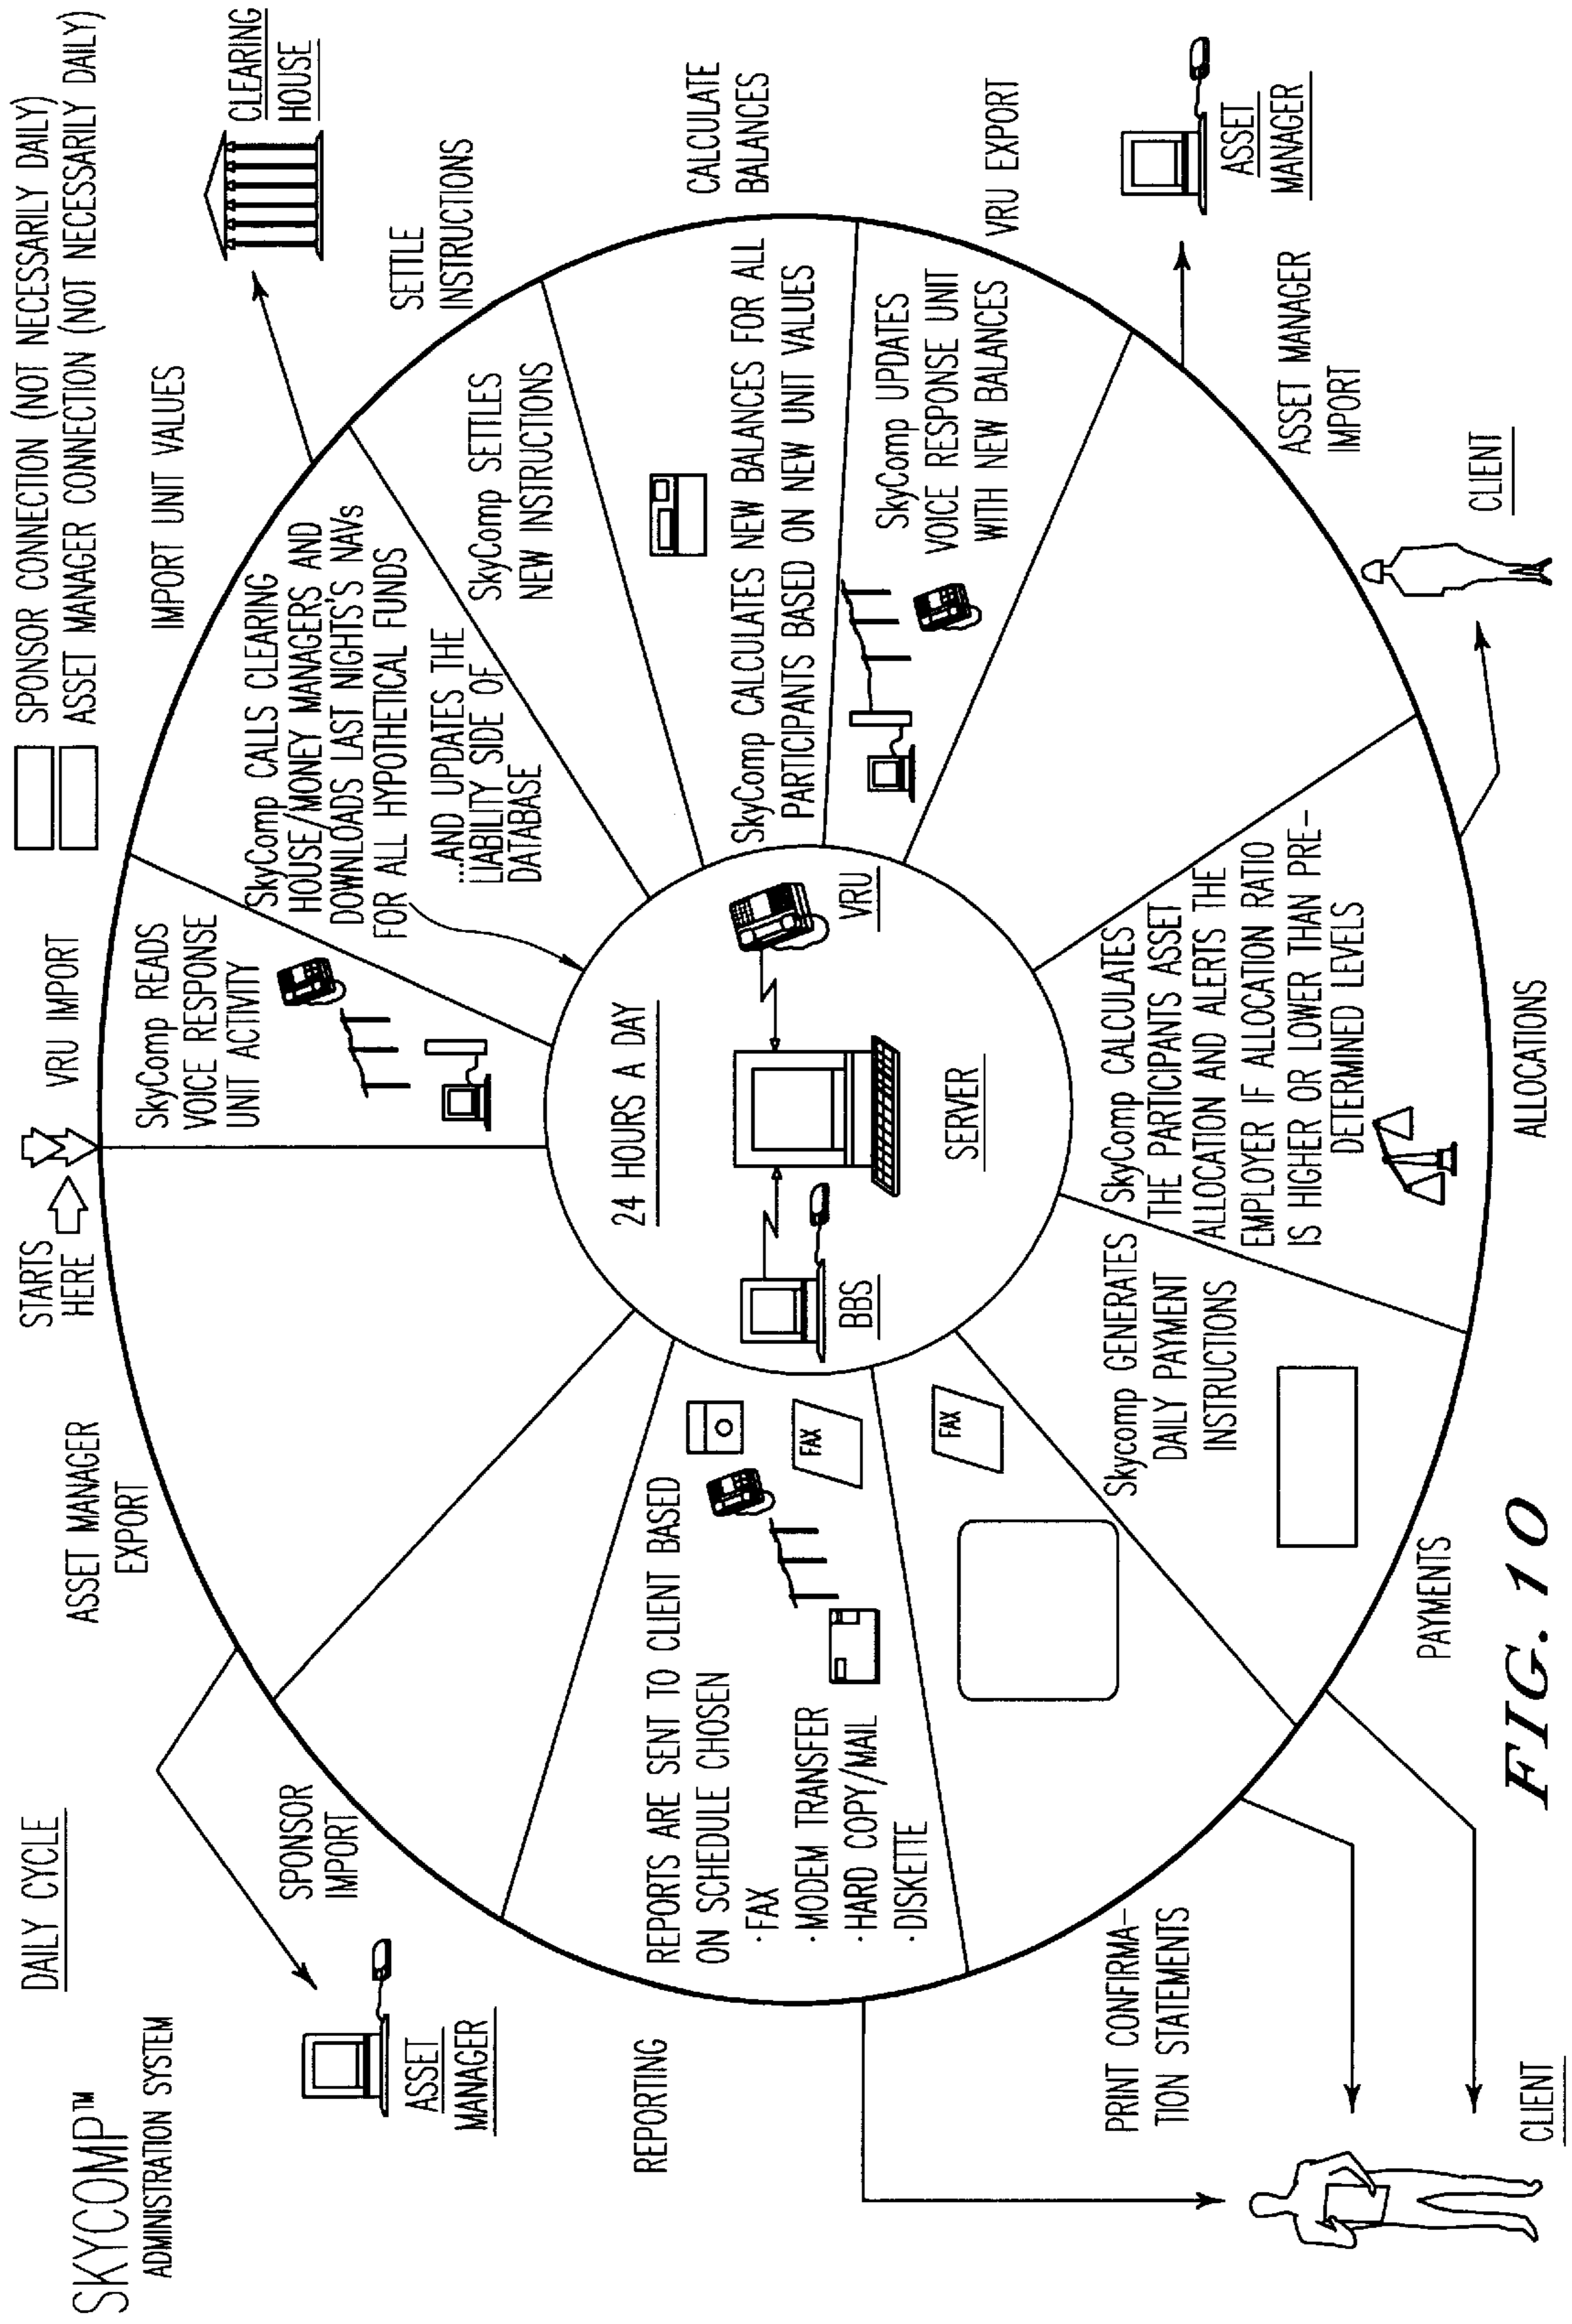 SKYCOMP™
ADMINISTRATION SYSTEM
DAILY CYCLE
SPONSOR CONNECTION (NOT NECESSARILY DAILY)
ASSET MANAGER CONNECTION (NOT NECESSARILY DAILY)
STARTS
HERE
VRU IMPORT
SkyComp READS
VOICE RESPONSE
UNIT ACTIVITY
IMPORT UNIT VALUES
SkyComp CALLS CLEARING
HOUSE/MONEY MANAGERS AND
DOWNLOADS LAST NIGHTS'S NAVs
FOR ALL HYPOTHETICAL FUNDS
...AND UPDATES THE
LIABILITY SIDE OF
DATABASE
CLEARING
HOUSE
SETTLE
INSTRUCTIONS
SkyComp SETTLES
NEW INSTRUCTIONS
CALCULATE
BALANCES
SkyComp CALCULATES NEW BALANCES FOR ALL
PARTICIPANTS BASED ON NEW UNIT VALUES
VRU EXPORT
SkyComp UPDATES
VOICE RESPONSE UNIT
WITH NEW BALANCES
ASSET
MANAGER
ASSET MANAGER
IMPORT
CLIENT
ALLOCATIONS
SkyComp CALCULATES
THE PARTICIPANTS ASSET
ALLOCATION AND ALERTS THE
EMPLOYER IF ALLOCATION RATIO
IS HIGHER OR LOWER THAN PRE-
DETERMINED LEVELS
PAYMENTS
Skycomp GENERATES
DAILY PAYMENT
INSTRUCTIONS
PRINT CONFIRMA-
TION STATEMENTS
FAX
CLIENT
REPORTING
REPORTS ARE SENT TO CLIENT BASED
ON SCHEDULE CHOSEN
·FAX
·MODEM TRANSFER
·HARD COPY/MAIL
·DISKETTE
FAX
SPONSOR
IMPORT
ASSET
MANAGER
ASSET MANAGER
EXPORT
24 HOURS A DAY
BBS
SERVER
VRU
FIG. 10